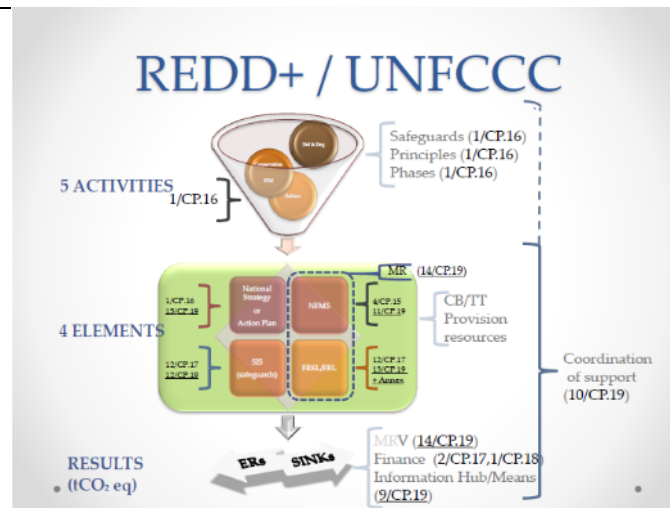 REDD+ / UNFCCC
Safeguards (1/CP.16)
Principles (1/CP.16)
Phases (1/CP.16)
5 ACTIVITIES
1/CP.16
MR (14/CP.19)
1/CP.16
15/CP.19
National
Strategy
or
Action Plan
NFMS
4/CP.15
11/CP.19
CB/TT
Provision
resources
4 ELEMENTS
12/CP.17
12/CP.19
SIS
(safeguards)
FREL/FRL
12/CP.17
13/CP.19
+ Annex
Coordination
of support
(10/CP.19)
RESULTS
(tCO₂ eq)
ERs
SINKs
MRV (14/CP.19)
Finance (2/CP.17,1/CP.18)
Information Hub/Means
(9/CP.19)